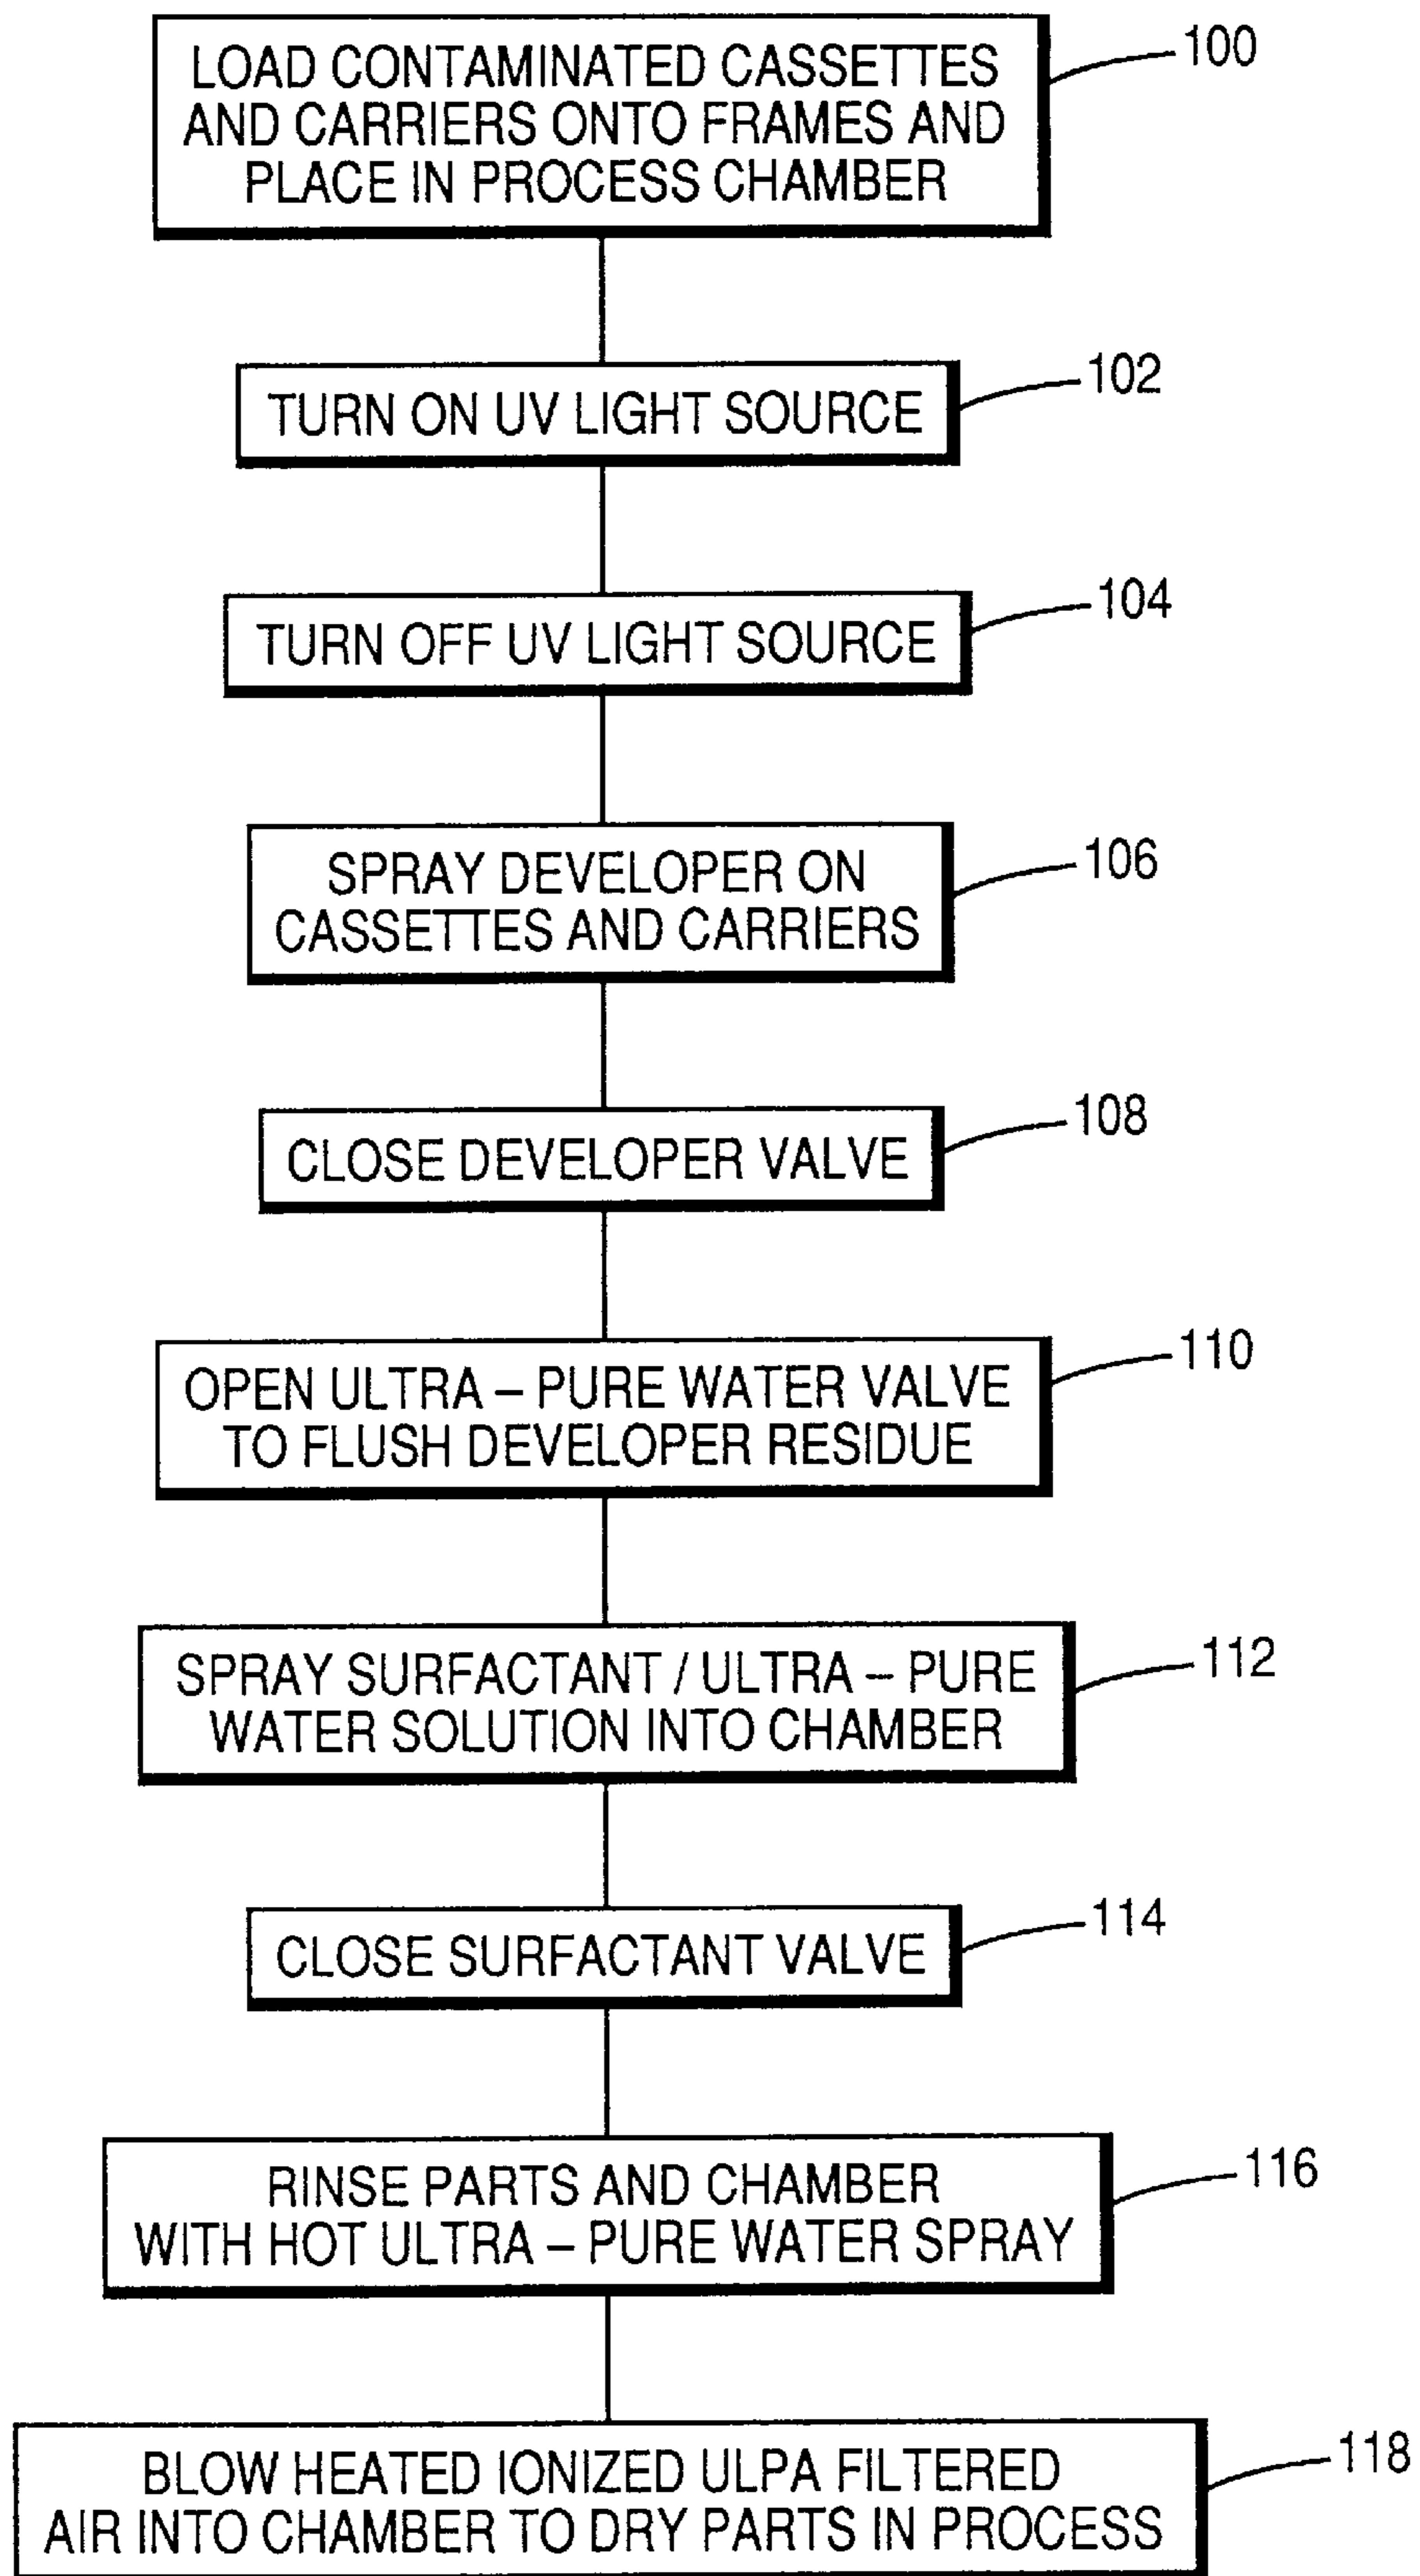 LOAD CONTAMINATED CASSETTES
AND CARRIERS ONTO FRAMES AND
PLACE IN PROCESS CHAMBER
100
TURN ON UV LIGHT SOURCE
102
TURN OFF UV LIGHT SOURCE
104
SPRAY DEVELOPER ON
CASSETTES AND CARRIERS
106
CLOSE DEVELOPER VALVE
108
OPEN ULTRA – PURE WATER VALVE
TO FLUSH DEVELOPER RESIDUE
110
SPRAY SURFACTANT / ULTRA – PURE
WATER SOLUTION INTO CHAMBER
112
CLOSE SURFACTANT VALVE
114
RINSE PARTS AND CHAMBER
WITH HOT ULTRA – PURE WATER SPRAY
116
BLOW HEATED IONIZED ULPA FILTERED
AIR INTO CHAMBER TO DRY PARTS IN PROCESS
118